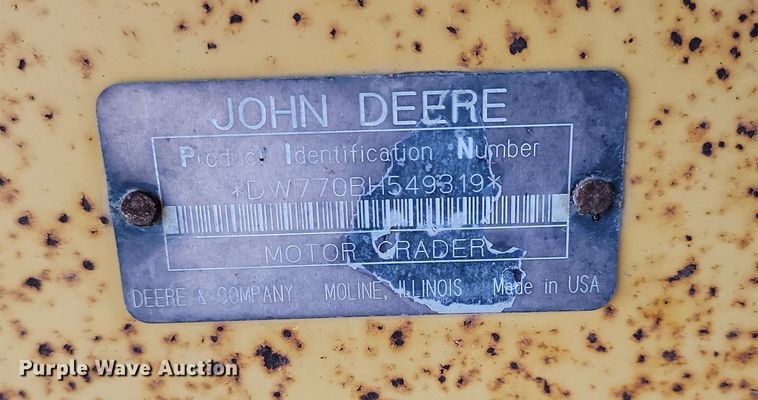 JOHN DEERE
Product Identification Number
*DW770BH549319*
MOTOR GRADER
DEERE & COMPANY MOLINE, ILLINOIS Made in USA
Purple Wave Auction